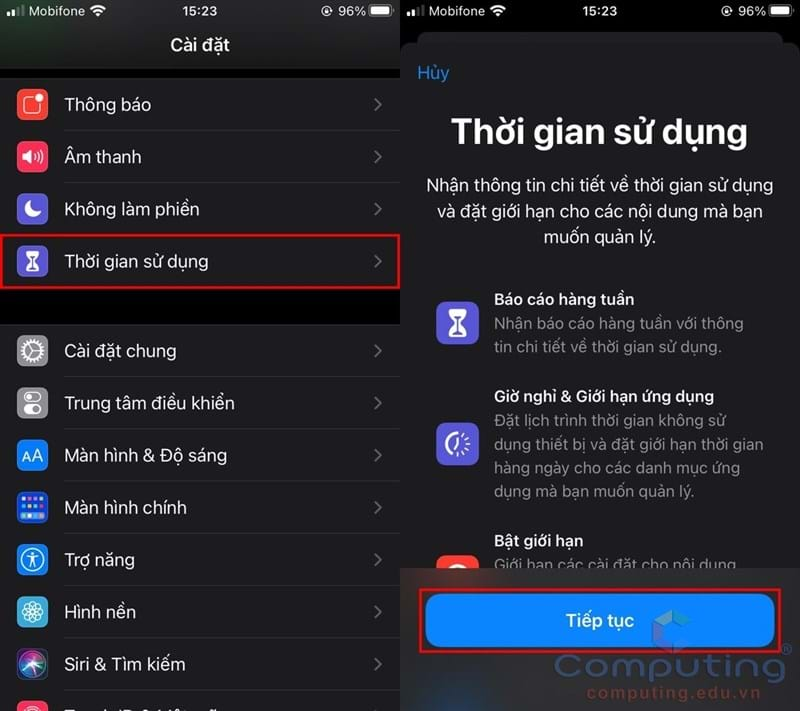 Mobifone 15:23 96%
Cài đặt
Thông báo
Âm thanh
Không làm phiền
Thời gian sử dụng
Cài đặt chung
Trung tâm điều khiển
AA
Màn hình & Độ sáng
Màn hình chính
Trợ năng
Hình nền
Siri & Tìm kiếm
Mobifone 15:23 96%
Hủy
Thời gian sử dụng
Nhận thông tin chi tiết về thời gian sử dụng
và đặt giới hạn cho các nội dung mà bạn
muốn quản lý.
Báo cáo hàng tuần
Nhận báo cáo hàng tuần với thông
tin chi tiết về thời gian sử dụng.
Giờ nghỉ & Giới hạn ứng dụng
Đặt lịch trình thời gian không sử
dụng thiết bị và đặt giới hạn thời gian
hàng ngày cho các danh mục ứng
dụng mà bạn muốn quản lý.
Bật giới hạn
Giới hạn các cài đặt cho nội dung
Tiếp tục
Computing®
computing.edu.vn